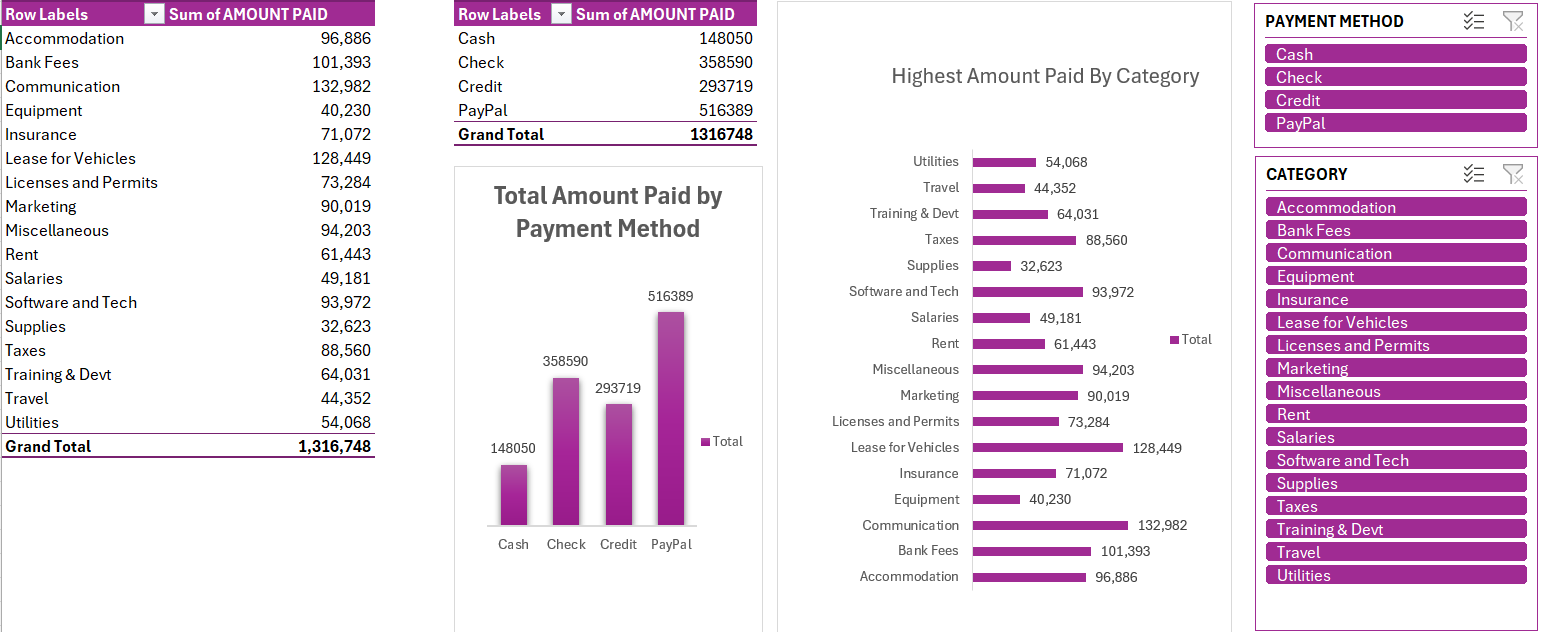 Row Labels Sum of AMOUNT PAID
Accommodation 96,886
Bank Fees 101,393
Communication 132,982
Equipment 40,230
Insurance 71,072
Lease for Vehicles 128,449
Licenses and Permits 73,284
Marketing 90,019
Miscellaneous 94,203
Rent 61,443
Salaries 49,181
Software and Tech 93,972
Supplies 32,623
Taxes 88,560
Training & Devt 64,031
Travel 44,352
Utilities 54,068
Grand Total 1,316,748
Row Labels Sum of AMOUNT PAID
Cash 148050
Check 358590
Credit 293719
PayPal 516389
Grand Total 1316748
Total Amount Paid by
Payment Method
516389
358590
293719
148050
Total
Cash Check Credit PayPal
Highest Amount Paid By Category
Utilities 54,068
Travel 44,352
Training & Devt 64,031
Taxes 88,560
Supplies 32,623
Software and Tech 93,972
Salaries 49,181
Rent 61,443
Total
Miscellaneous 94,203
Marketing 90,019
Licenses and Permits 73,284
Lease for Vehicles 128,449
Insurance 71,072
Equipment 40,230
Communication 132,982
Bank Fees 101,393
Accommodation 96,886
PAYMENT METHOD
Cash
Check
Credit
PayPal
CATEGORY
Accommodation
Bank Fees
Communication
Equipment
Insurance
Lease for Vehicles
Licenses and Permits
Marketing
Miscellaneous
Rent
Salaries
Software and Tech
Supplies
Taxes
Training & Devt
Travel
Utilities